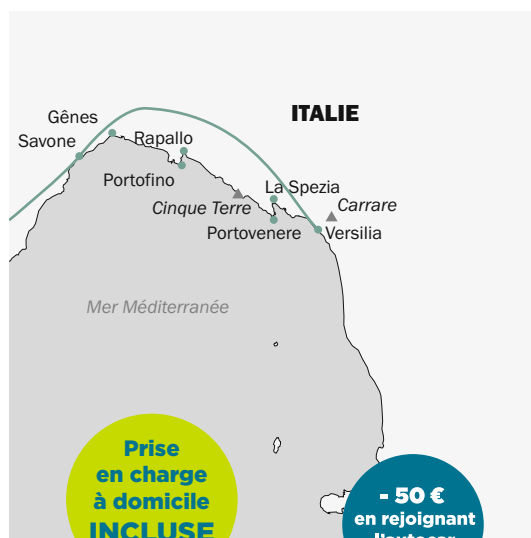 ITALIE
Gênes
Savone
Rapallo
Portofino
La Spezia
Cinque Terre
Carrare
Portovenere
Versilia
Mer Méditerranée
Prise
en charge
à domicile
INCLUSE
- 50 €
en rejoignant
l'autocar